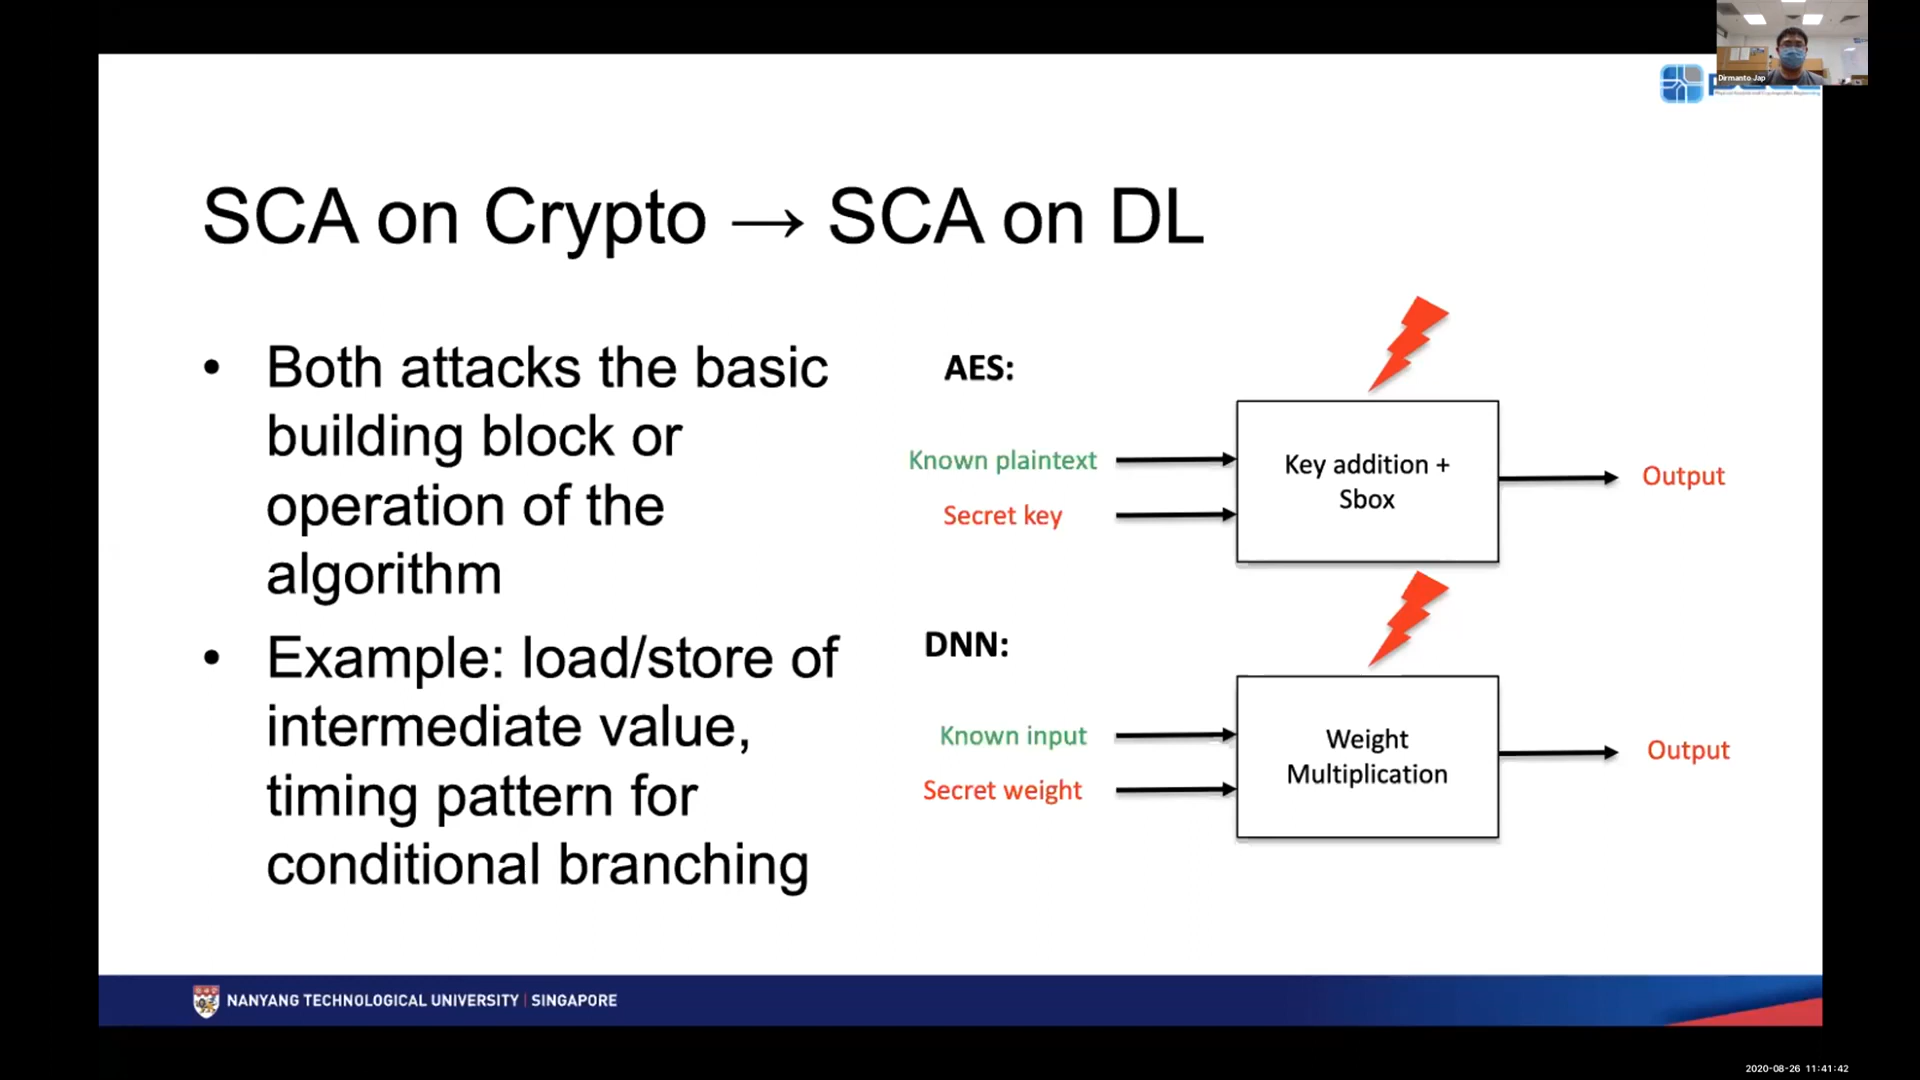 Dirmanto Jap
SCA on Crypto → SCA on DL
• Both attacks the basic
building block or
operation of the
algorithm
• Example: load/store of
intermediate value,
timing pattern for
conditional branching
AES:
Known plaintext
Secret key
Key addition +
Sbox
Output
DNN:
Known input
Secret weight
Weight
Multiplication
Output
NANYANG TECHNOLOGICAL UNIVERSITY | SINGAPORE
2020-08-26 11:41:42